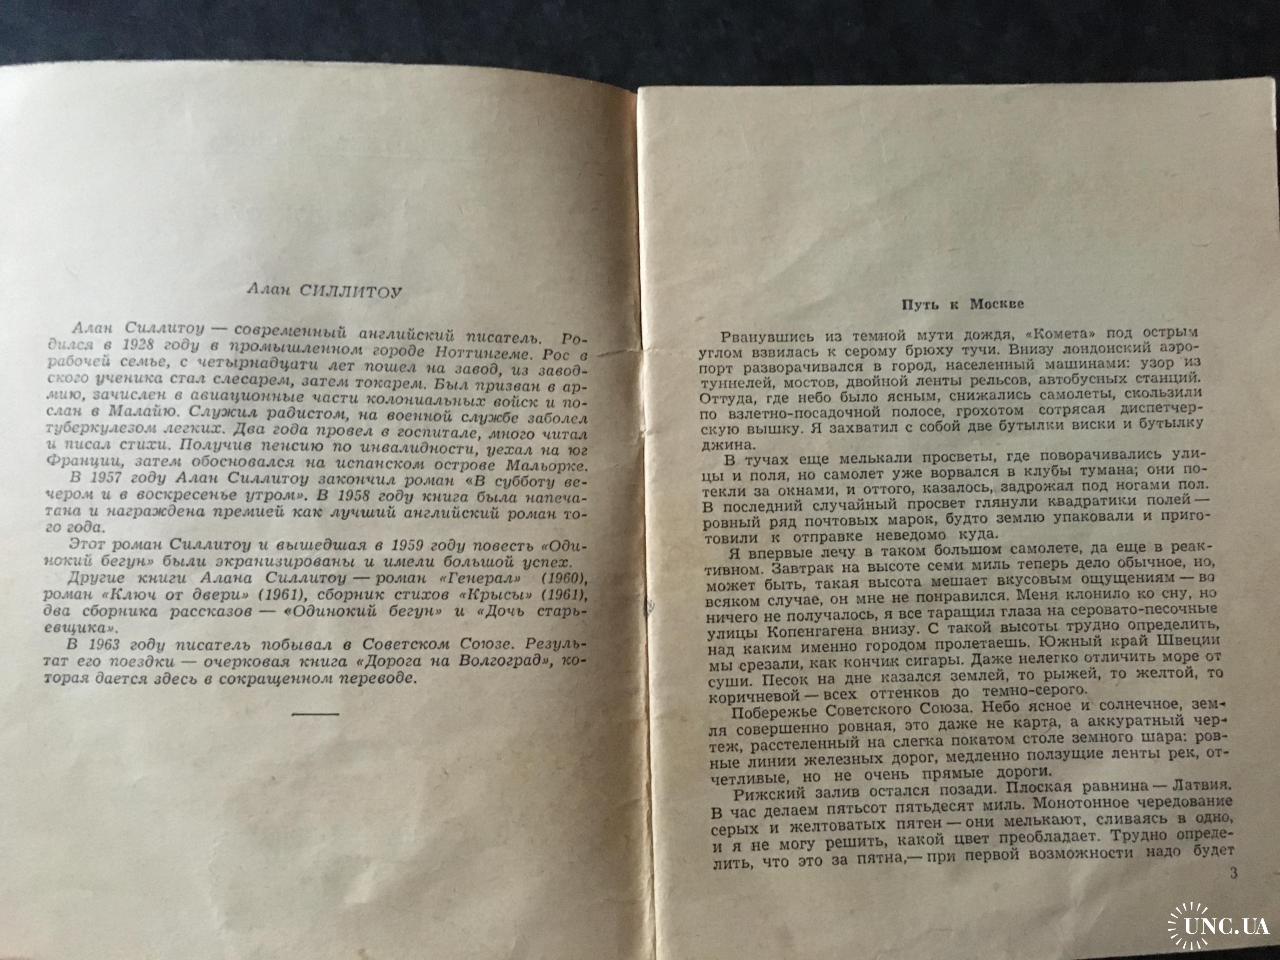 Алан СИЛЛИТОУ
Алан Силлитоу — современный английский писатель. Ро-
дился в 1928 году в промышленном городе Ноттингеме. Рос в
рабочей семье, с четырнадцати лет пошел на завод, из завод-
ского ученика стал слесарем, затем токарем. Был призван в ар-
мию, зачислен в авиационные части колониальных войск и по-
слан в Малайю. Служил радистом, на военной службе заболел
туберкулезом легких. Два года провел в госпитале, много читал
и писал стихи. Получив пенсию по инвалидности, уехал на юг
Франции, затем обосновался на испанском острове Мальорке.
В 1957 году Алан Силлитоу закончил роман «В субботу ве-
чером и в воскресенье утром». В 1958 году книга была напеча-
тана и награждена премией как лучший английский роман то-
го года.
Этот роман Силлитоу и вышедшая в 1959 году повесть «Оди-
нокий бегун» были экранизированы и имели большой успех.
Другие книги Алана Силлитоу — роман «Генерал» (1960),
роман «Ключ от двери» (1961), сборник стихов «Крысы» (1961),
два сборника рассказов — «Одинокий бегун» и «Дочь старь-
евщика».
В 1963 году писатель побывал в Советском Союзе. Резуль-
тат его поездки — очерковая книга «Дорога на Волгоград», ко-
торая дается здесь в сокращенном переводе.
Путь к Москве
Рванувшись из темной мути дождя, «Комета» под острым
углом взвилась к серому брюху тучи. Внизу лондонский аэро-
порт разворачивался в город, населенный машинами: узор из
туннелей, мостов, двойной ленты рельсов, автобусных станций.
Оттуда, где небо было ясным, снижались самолеты, скользили
по взлетно-посадочной полосе, грохотом сотрясая диспетчер-
скую вышку. Я захватил с собой две бутылки виски и бутылку
джина.
В тучах еще мелькали просветы, где поворачивались ули-
цы и поля, но самолет уже ворвался в клубы тумана; они по-
текли за окнами, и оттого, казалось, задрожал под ногами пол.
В последний случайный просвет глянули квадратики полей —
ровный ряд почтовых марок, будто землю упаковали и приго-
товили к отправке неведомо куда.
Я впервые лечу в таком большом самолете, да еще в реак-
тивном. Завтрак на высоте семи миль теперь дело обычное, но,
может быть, такая высота мешает вкусовым ощущениям — во
всяком случае, он мне не понравился. Меня клонило ко сну, но
ничего не получалось, я все таращил глаза на серовато-песочные
улицы Копенгагена внизу. С такой высоты трудно определить,
над каким именно городом пролетаешь. Южный край Швеции
мы срезали, как кончик сигары. Даже нелегко отличить море от
суши. Песок на дне казался землей, то рыжей, то желтой, то
коричневой — всех оттенков до темно-серого.
Побережье Советского Союза. Небо ясное и солнечное, зем-
ля совершенно ровная, это даже не карта, а аккуратный чер-
теж, расстеленный на слегка покатом столе земного шара: ров-
ные линии железных дорог, медленно ползущие ленты рек, от-
четливые, но не очень прямые дороги.
Рижский залив остался позади. Плоская равнина — Латвия.
В час делаем пятьсот пятьдесят миль. Монотонное чередование
серых и желтоватых пятен — они мелькают, сливаясь в одно,
и я не могу решить, какой цвет преобладает. Трудно опреде-
лить, что это за пятна,— при первой возможности надо будет
3
UNC.UA